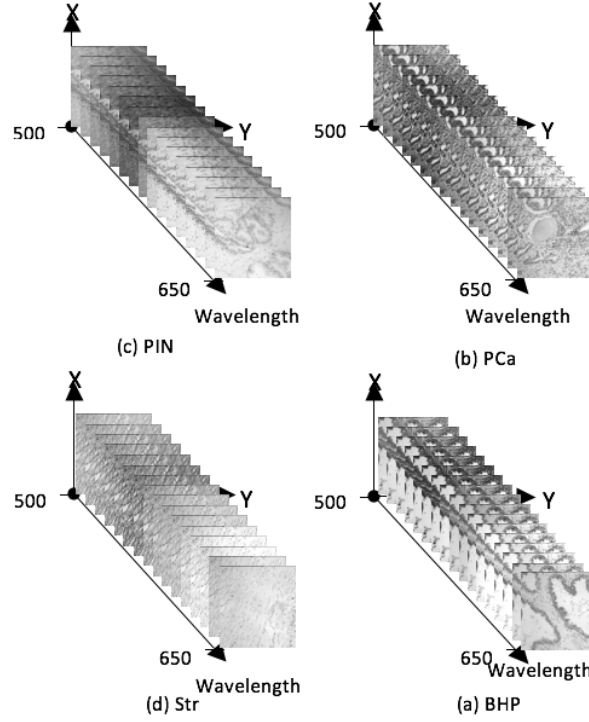 X
500
Y
650
Wavelength
(c) PIN
X
500
Y
650
Wavelength
(b) PCa
X
500
Y
650
Wavelength
(d) Str
X
500
Y
650
Wavelength
(a) BHP